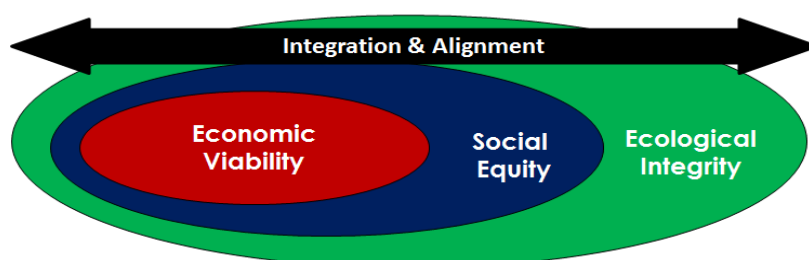 Integration & Alignment
Economic
Viability
Social
Equity
Ecological
Integrity